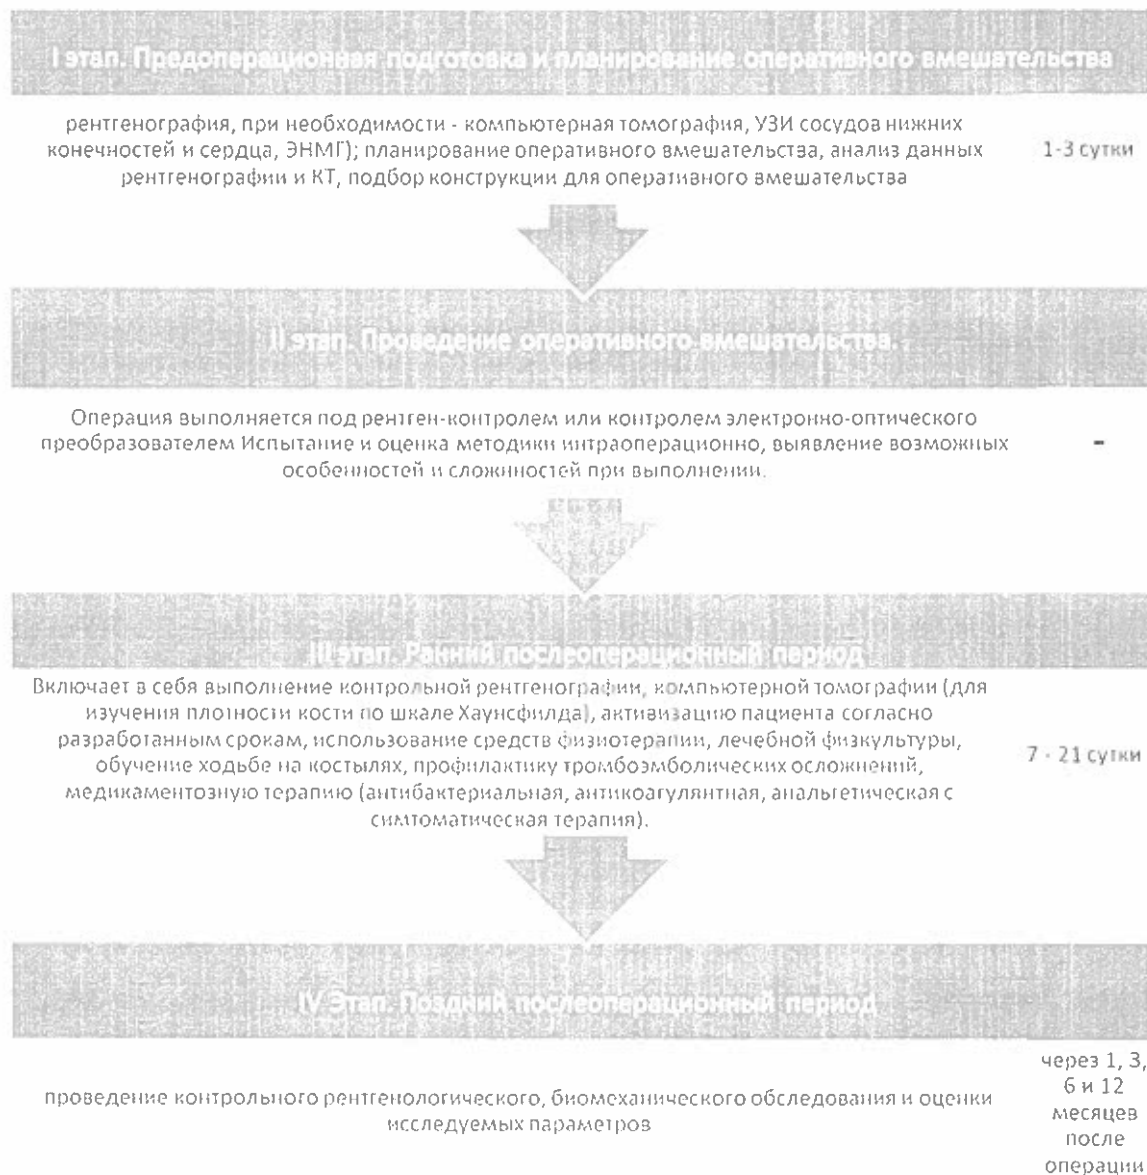 I этап. Предоперационная подготовка и планирование оперативного вмешательства
рентгенография, при необходимости - компьютерная томография, УЗИ сосудов нижних
конечностей и сердца, ЭНМГ); планирование оперативного вмешательства, анализ данных
рентгенографии и КТ, подбор конструкции для оперативного вмешательства
1-3 сутки
II этап. Проведение оперативного вмешательства.
Операция выполняется под рентген-контролем или контролем электронно-оптического
преобразователем Испытание и оценка методики интраоперационно, выявление возможных
особенностей и сложнностей при выполнении.
-
III этап. Ранний послеоперационный период
Включает в себя выполнение контрольной рентгенографии, компьютерной томографии (для
изучения плотности кости по шкале Хаунсфилда), активизацию пациента согласно
разработанным срокам, использование средств физиотерапии, лечебной физкультуры,
обучение ходьбе на костылях, профилактику тромбоэмболических осложнений,
медикаментозную терапию (антибактериальная, антикоагулянтная, анальгетическая с
симтоматическая терапия).
7 - 21 сутки
IV Этап. Поздний послеоперационный период
проведение контрольного рентгенологического, биомеханического обследования и оценки
исследуемых параметров
через 1, 3,
6 и 12
месяцев
после
операции